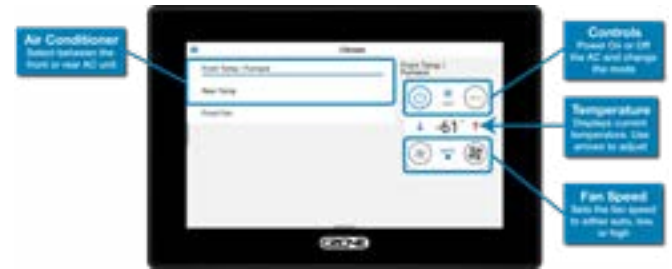 Air Conditioner
Select between the
front or rear AC unit
Climate
Front Temp / Furnace
Rear Temp
Front Fan
Front Temp /
Furnace
-61°
Controls
Power On or Off
the AC and change
the mode
Temperature
Displays current
temperature. Use
arrows to adjust
Fan Speed
Sets the fan speed
to either auto, low,
or high